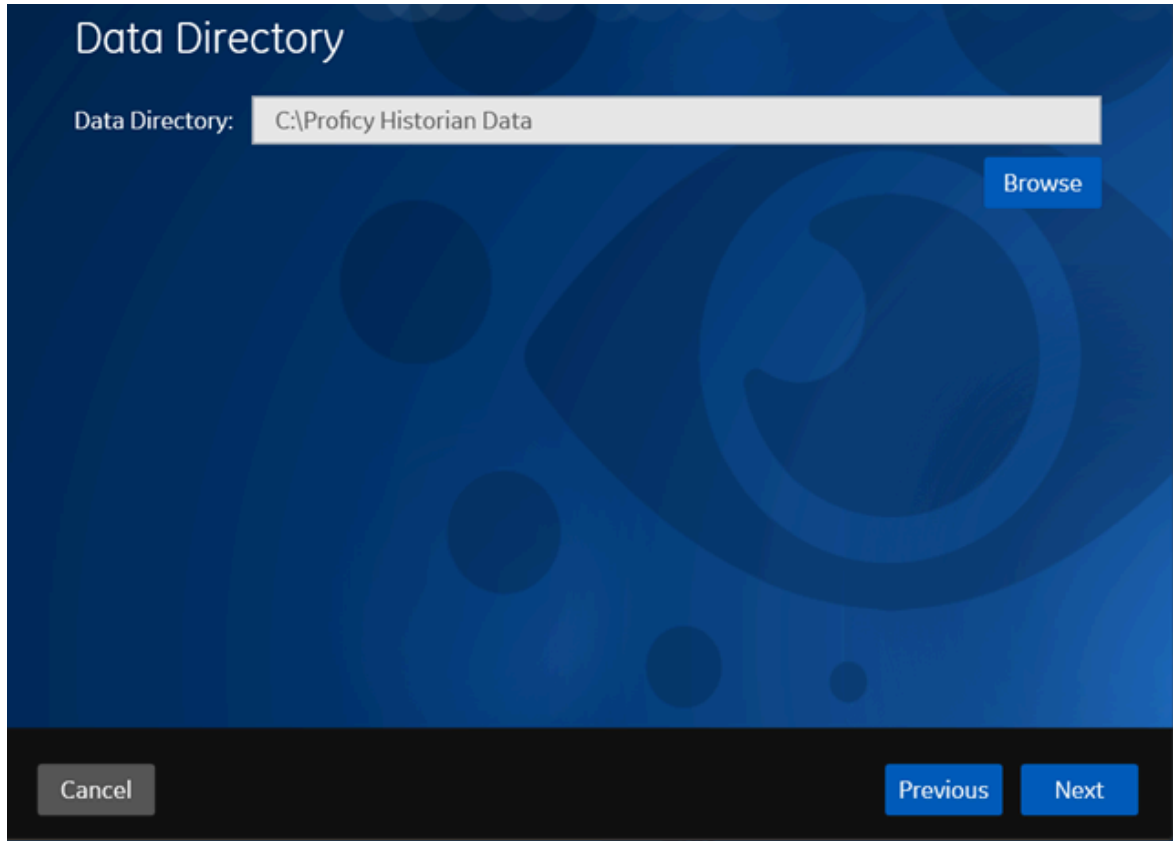 Data Directory
Data Directory: C:\Proficy Historian Data
Browse
Cancel Previous Next